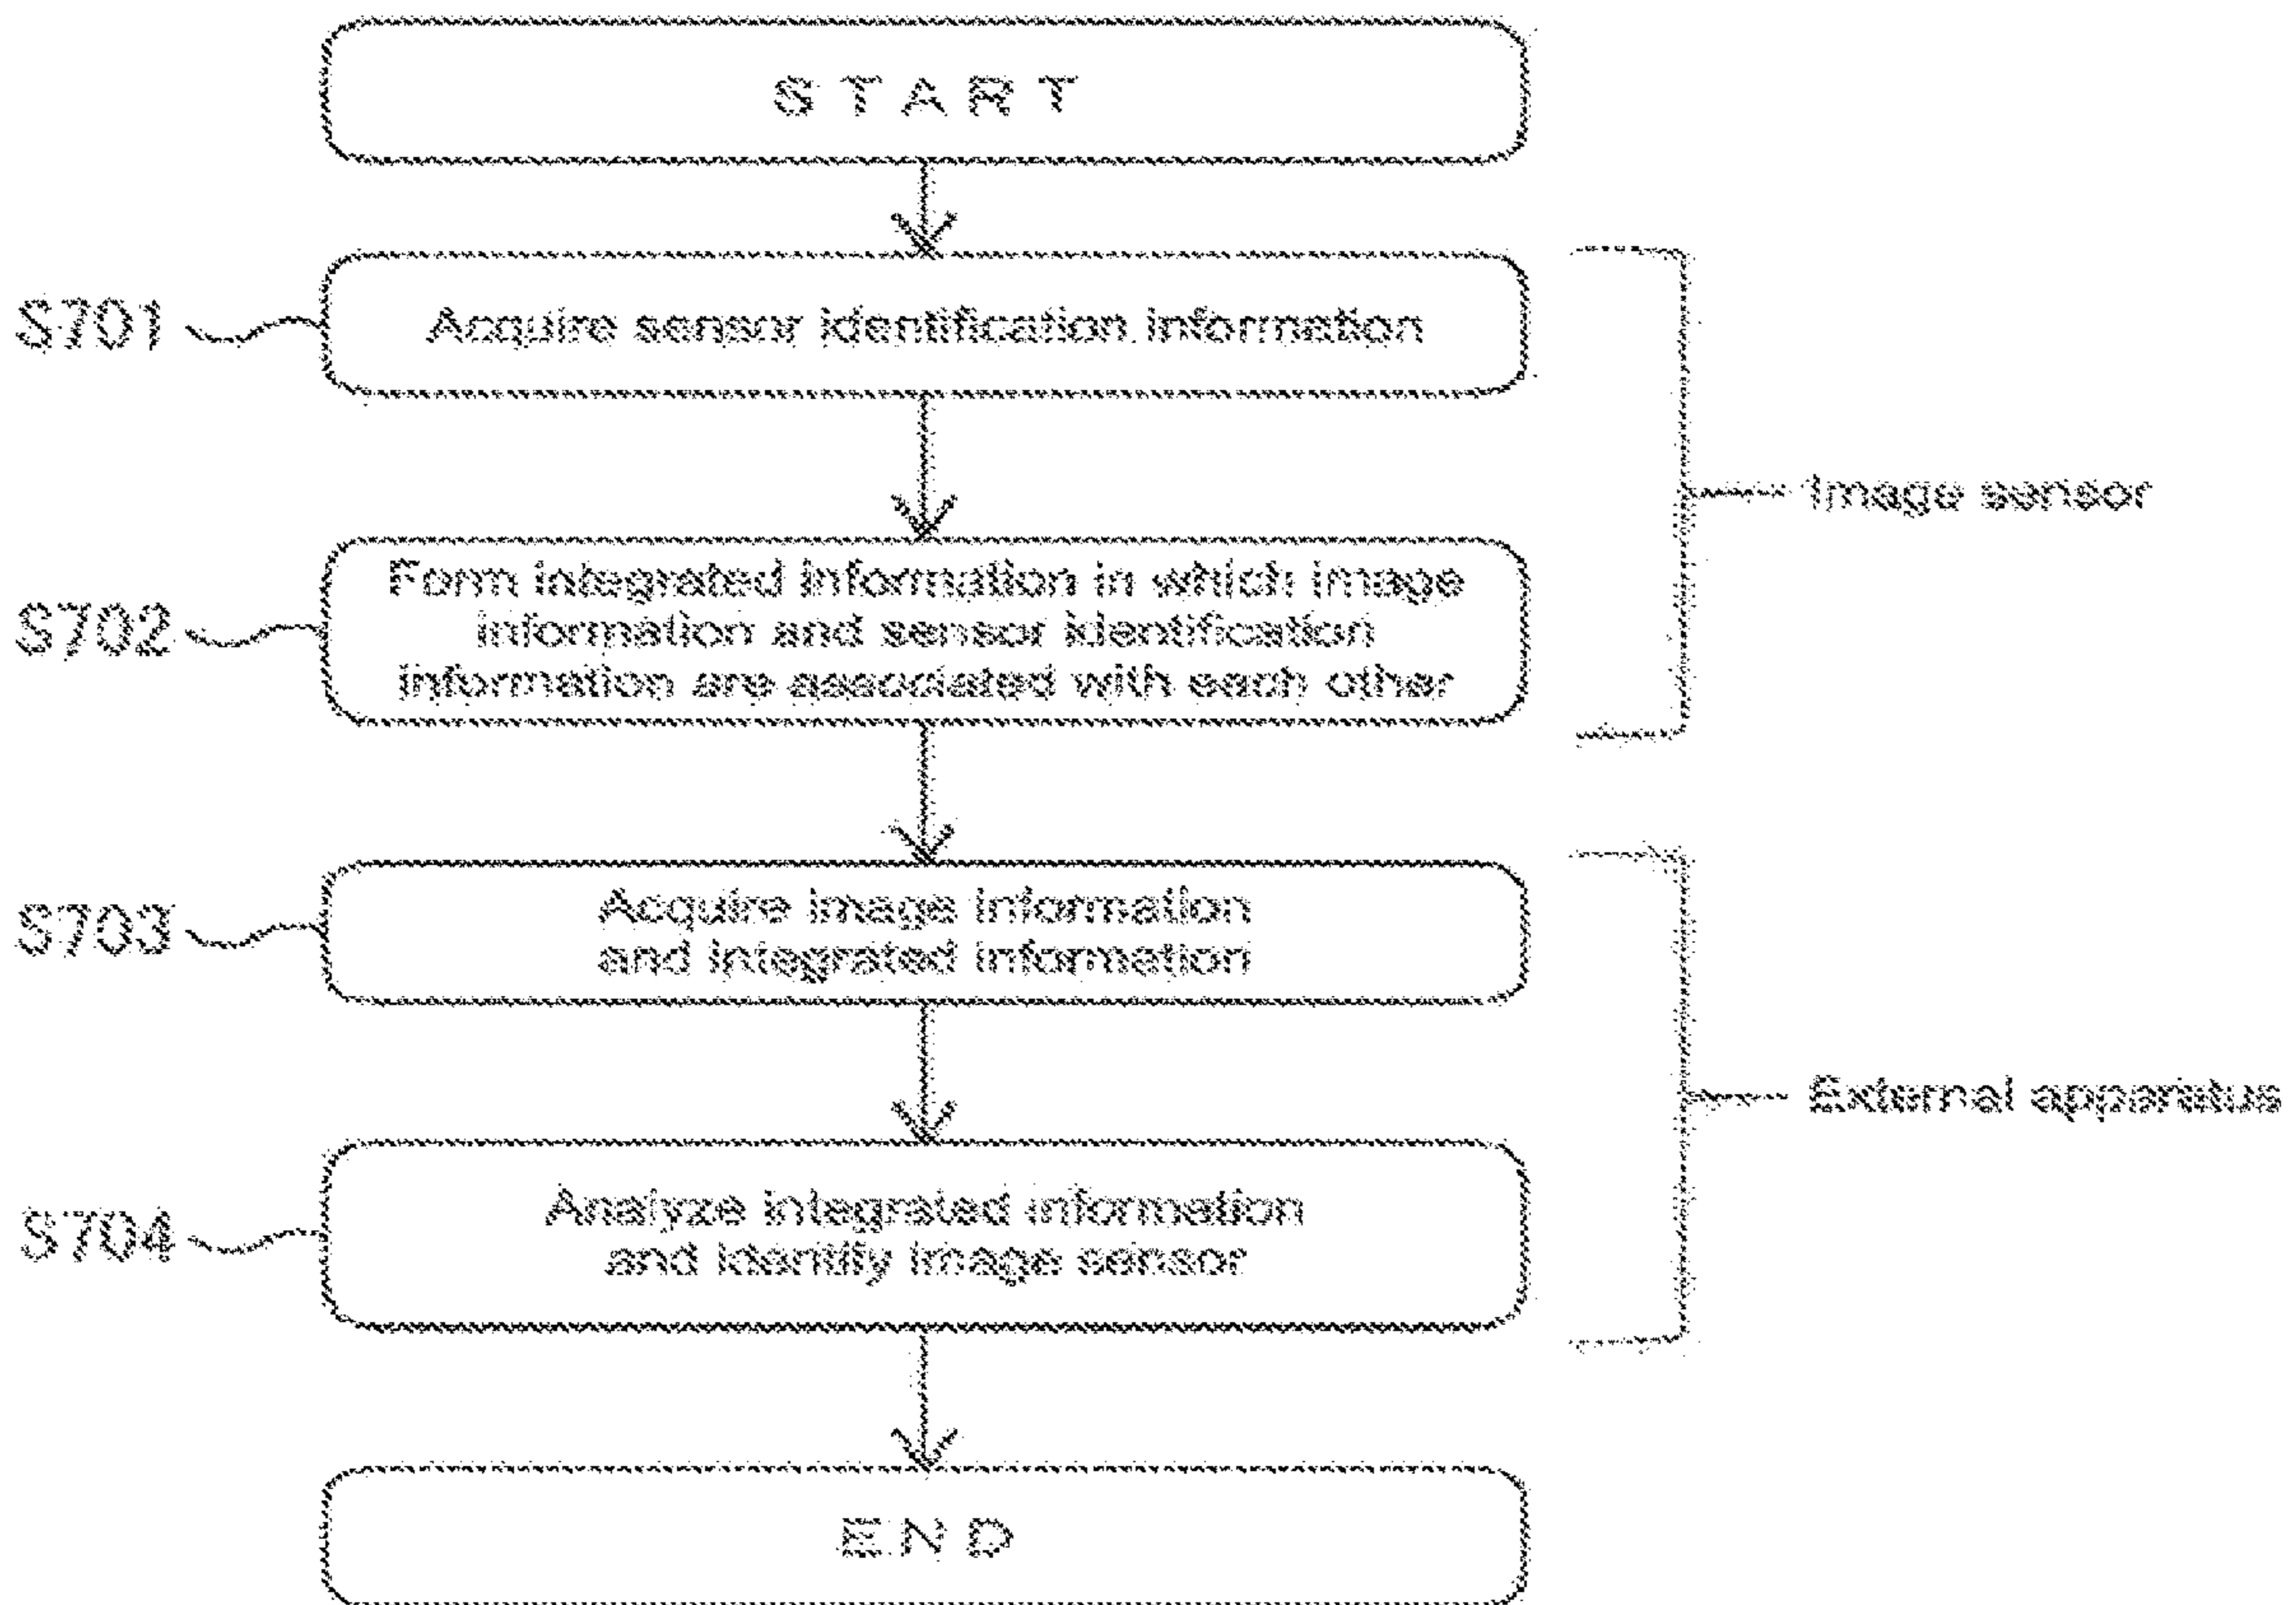 START
S701
Acquire sensor identification information
Image sensor
S702
Form integrated information in which image
information and sensor identification
information are associated with each other
S703
Acquire image information
and integrated information
External apparatus
S704
Analyze integrated information
and identify image sensor
END